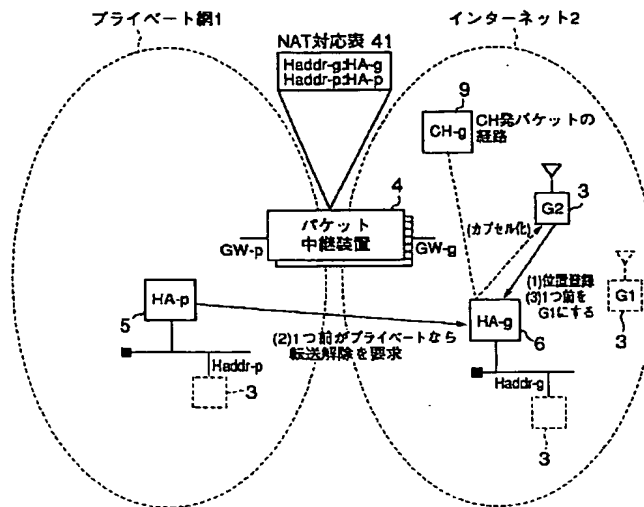 プライベート網1
インターネット2
NAT対応表 41
Haddr-g:HA-g
Haddr-p:HA-p
9
CH-g
CH発パケットの
経路
4
パケット
中継装置
GW-p
GW-g
G2
3
(カプセル化)
(1)位置登録
(3)1つ前を
G1にする
G1
3
HA-p
5
HA-g
6
(2)1つ前がプライベートなら
転送解除を要求
Haddr-p
3
Haddr-g
3